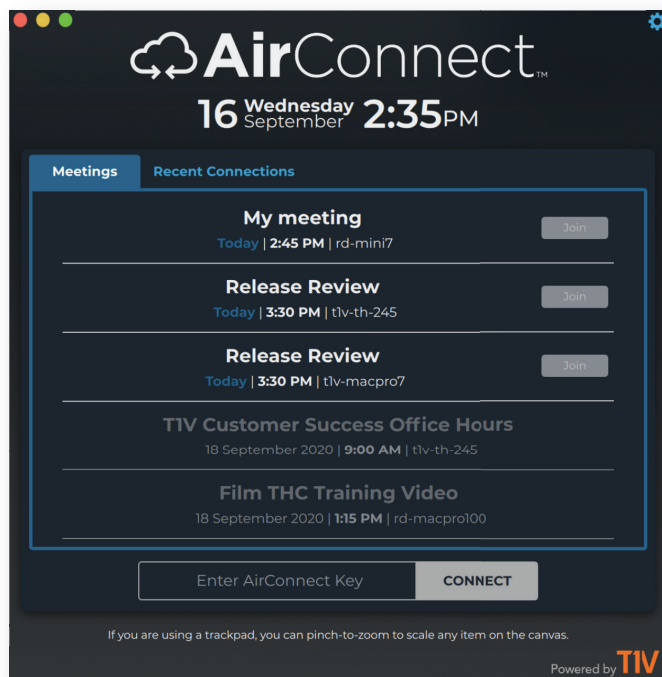 AirConnect™
16 Wednesday September 2:35PM
Meetings Recent Connections
My meeting
Today | 2:45 PM | rd-mini7
Join
Release Review
Today | 3:30 PM | t1v-th-245
Join
Release Review
Today | 3:30 PM | t1v-macpro7
Join
T1V Customer Success Office Hours
18 September 2020 | 9:00 AM | t1v-th-245
Film THC Training Video
18 September 2020 | 1:15 PM | rd-macpro100
Enter AirConnect Key CONNECT
If you are using a trackpad, you can pinch-to-zoom to scale any item on the canvas.
Powered by T1V